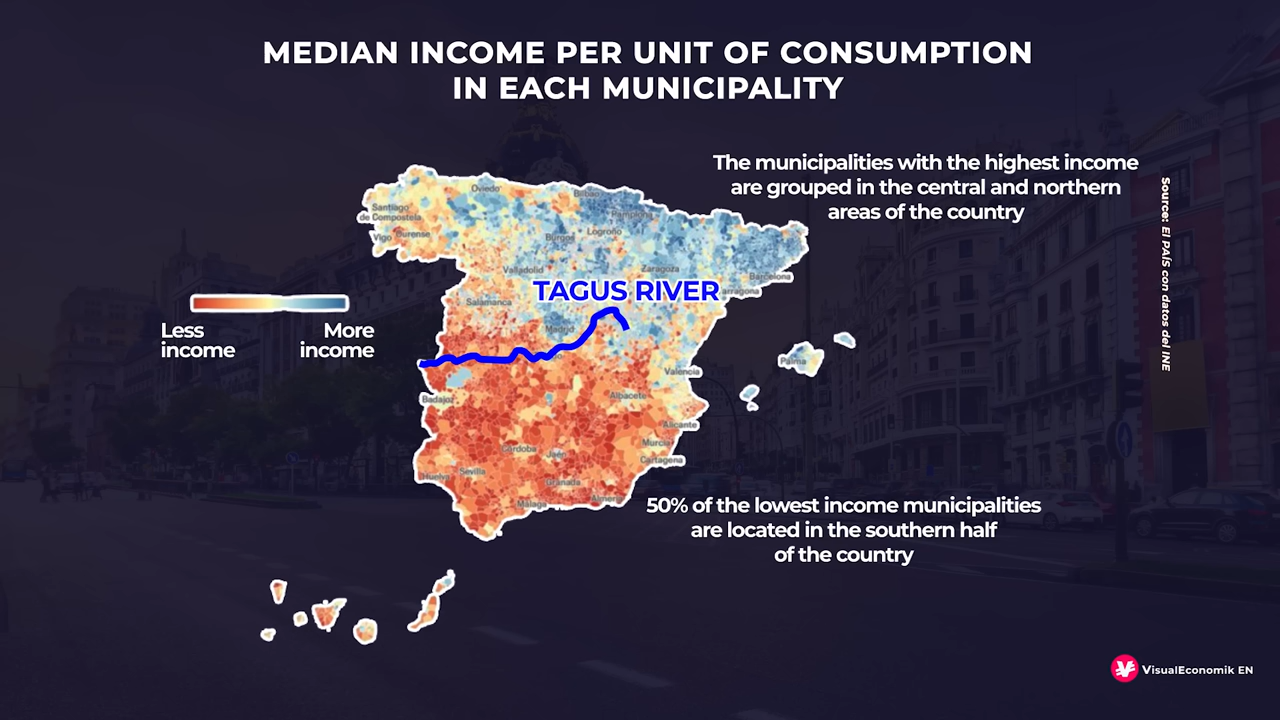 MEDIAN INCOME PER UNIT OF CONSUMPTION
IN EACH MUNICIPALITY
The municipalities with the highest income
are grouped in the central and northern
areas of the country
Source: El PAÍS con datos del INE
Oviedo
Bilbao
Santiago
de Compostela
Pamplona
Vigo
Ourense
Burgos
Logroño
Valladolid
Zaragoza
Barcelona
TAGUS RIVER
arragona
Salamanca
Less
income
More
income
Madrid
Palma
Valencia
Badajoz
Albacete
Alicante
Murcia
Córdoba
Jaén
Cartagena
Huelva
Sevilla
Granada
Málaga
Almería
50% of the lowest income municipalities
are located in the southern half
of the country
VisualEconomik EN